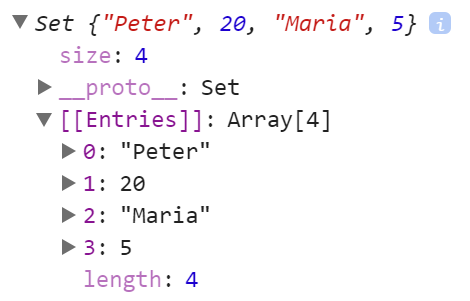 ▼ Set {"Peter", 20, "Maria", 5} i
size: 4
▶ __proto__: Set
▼ [[Entries]]: Array[4]
▶ 0: "Peter"
▶ 1: 20
▶ 2: "Maria"
▶ 3: 5
length: 4